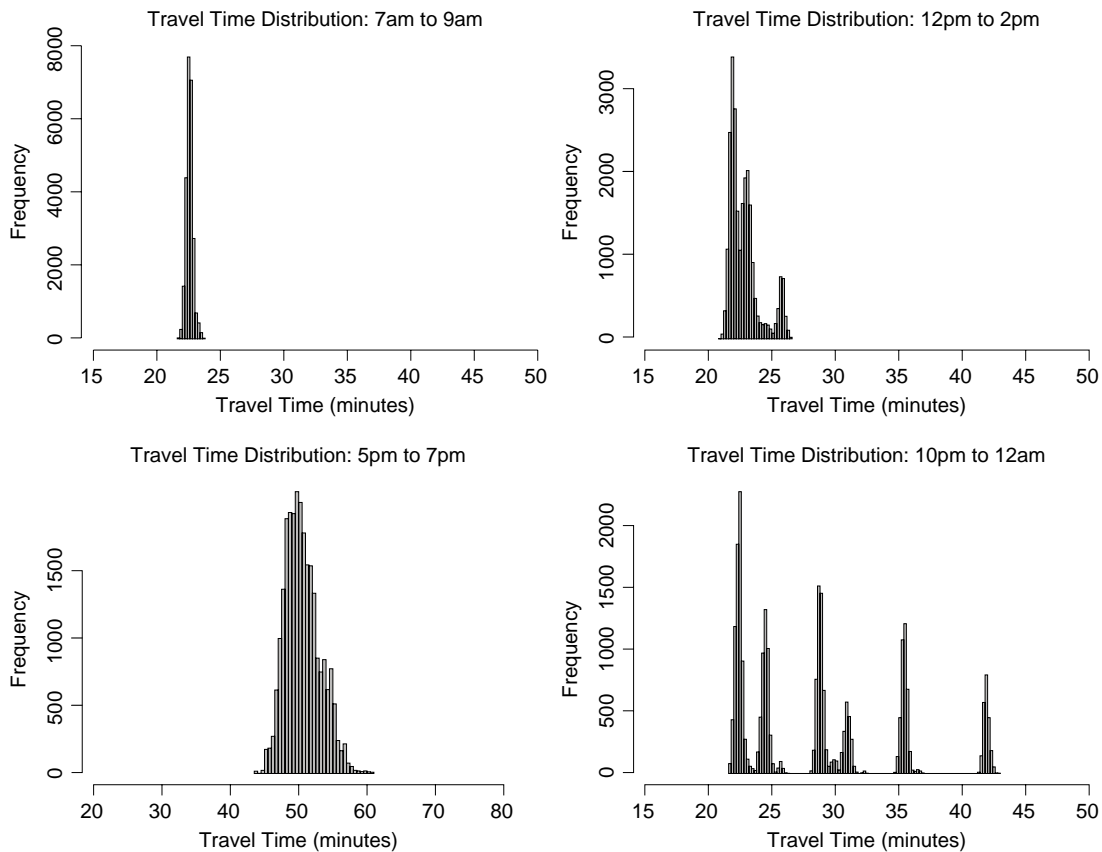 Travel Time Distribution: 7am to 9am
Frequency
8000
6000
4000
2000
0
15 20 25 30 35 40 45 50
Travel Time (minutes)
Travel Time Distribution: 12pm to 2pm
Frequency
3000
2000
1000
0
15 20 25 30 35 40 45 50
Travel Time (minutes)
Travel Time Distribution: 5pm to 7pm
Frequency
1500
1000
500
0
20 30 40 50 60 70 80
Travel Time (minutes)
Travel Time Distribution: 10pm to 12am
Frequency
2000
1500
1000
500
0
15 20 25 30 35 40 45 50
Travel Time (minutes)